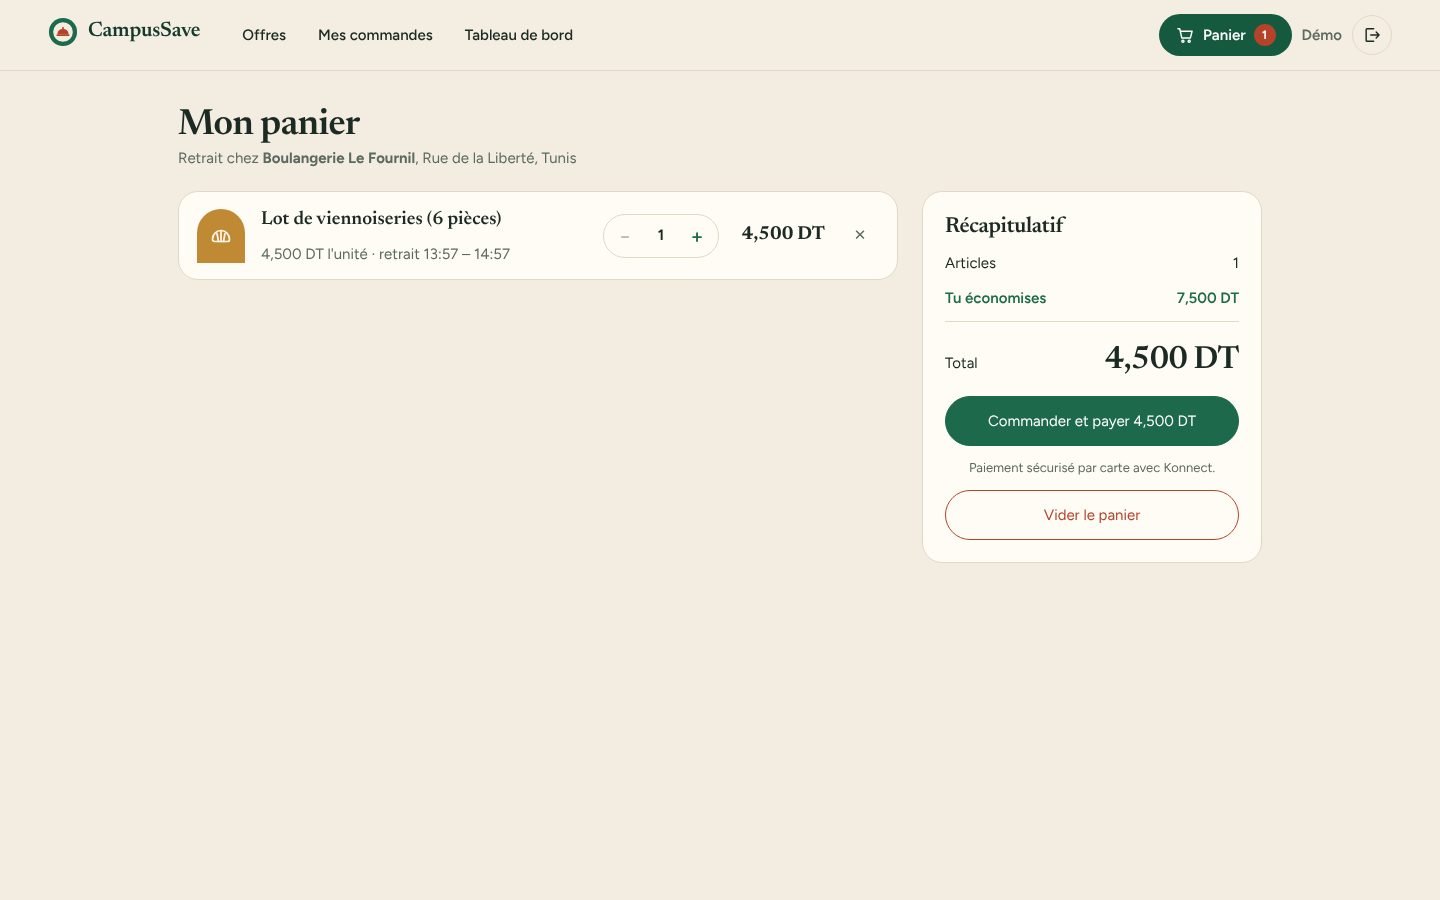 CampusSave
Offres
Mes commandes
Tableau de bord
Panier 1
Démo
Mon panier
Retrait chez Boulangerie Le Fournil, Rue de la Liberté, Tunis
Lot de viennoiseries (6 pièces)
4,500 DT l'unité · retrait 13:57 – 14:57
− 1 +
4,500 DT
×
Récapitulatif
Articles 1
Tu économises 7,500 DT
Total 4,500 DT
Commander et payer 4,500 DT
Paiement sécurisé par carte avec Konnect.
Vider le panier